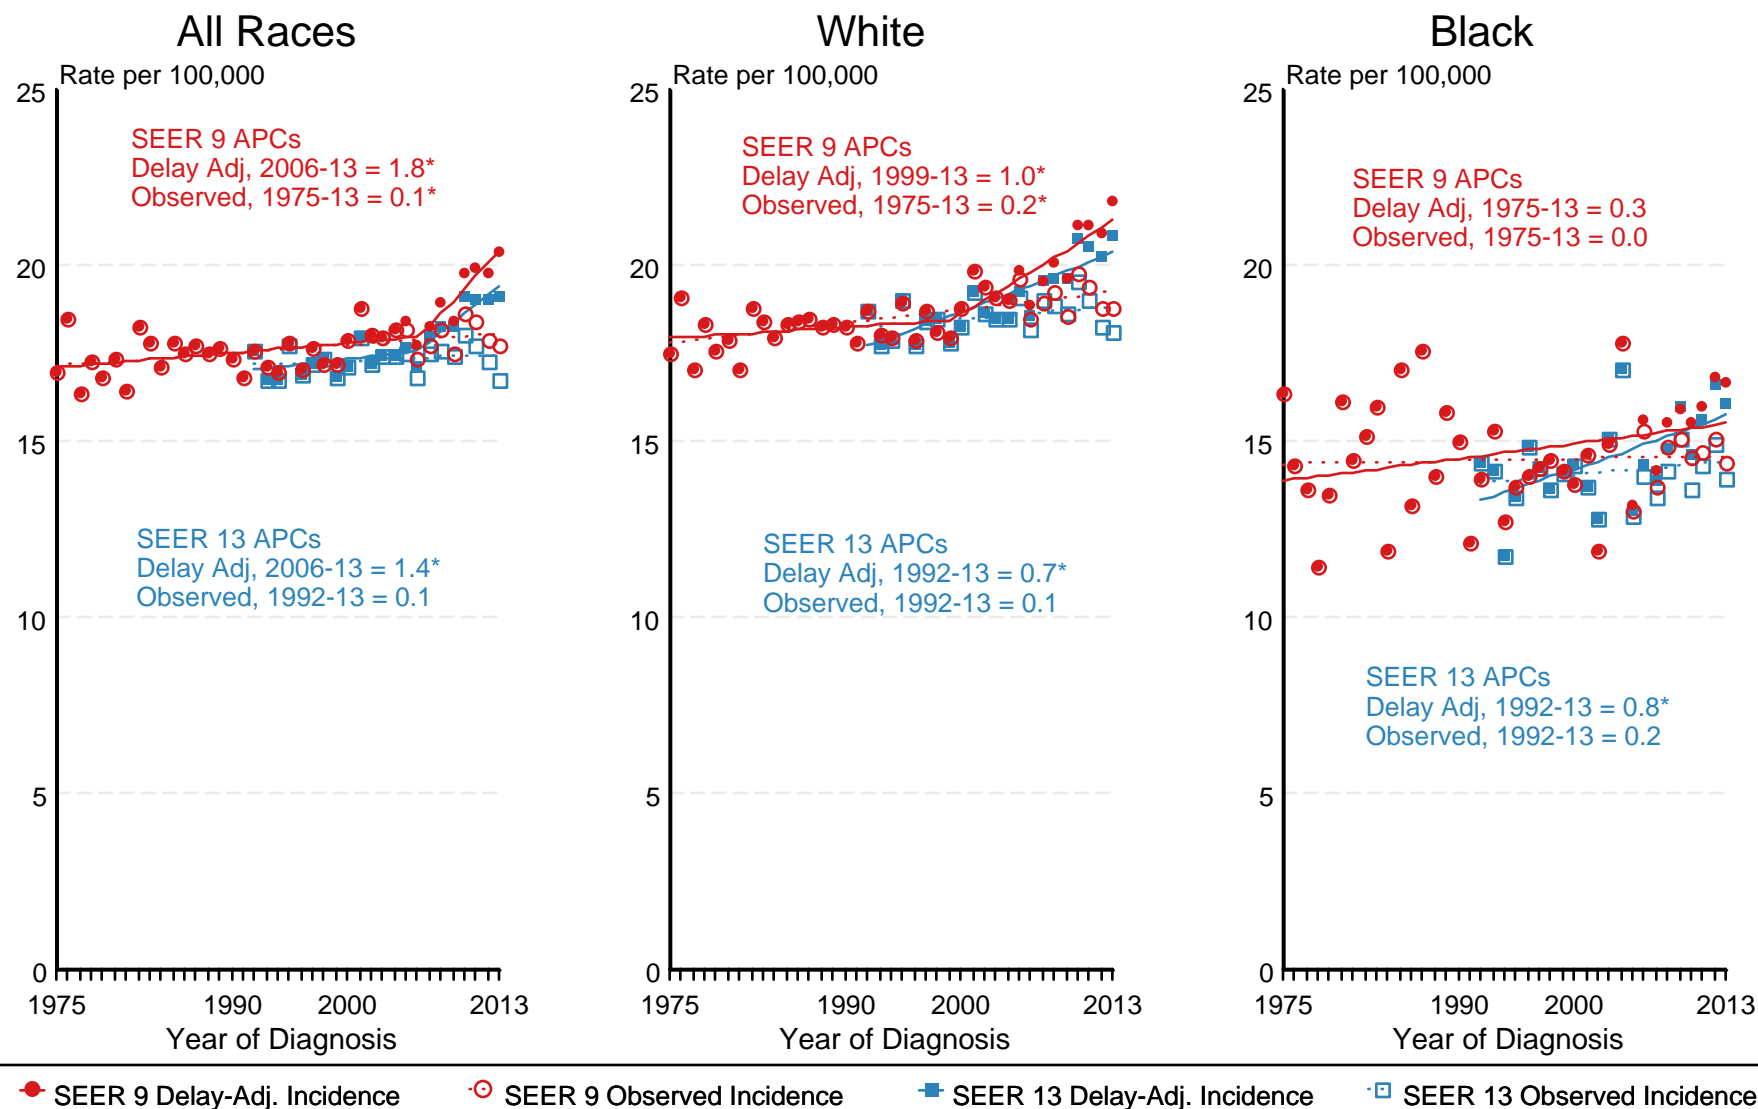 All Races
Rate per 100,000
25
20
15
10
5
0
SEER 9 APCs
Delay Adj, 2006-13 = 1.8*
Observed, 1975-13 = 0.1*
SEER 13 APCs
Delay Adj, 2006-13 = 1.4*
Observed, 1992-13 = 0.1
1975 1990 2000 2013
Year of Diagnosis
White
Rate per 100,000
25
20
15
10
5
0
SEER 9 APCs
Delay Adj, 1999-13 = 1.0*
Observed, 1975-13 = 0.2*
SEER 13 APCs
Delay Adj, 1992-13 = 0.7*
Observed, 1992-13 = 0.1
1975 1990 2000 2013
Year of Diagnosis
Black
Rate per 100,000
25
20
15
10
5
0
SEER 9 APCs
Delay Adj, 1975-13 = 0.3
Observed, 1975-13 = 0.0
SEER 13 APCs
Delay Adj, 1992-13 = 0.8*
Observed, 1992-13 = 0.2
1975 1990 2000 2013
Year of Diagnosis
SEER 9 Delay-Adj. Incidence SEER 9 Observed Incidence SEER 13 Delay-Adj. Incidence SEER 13 Observed Incidence